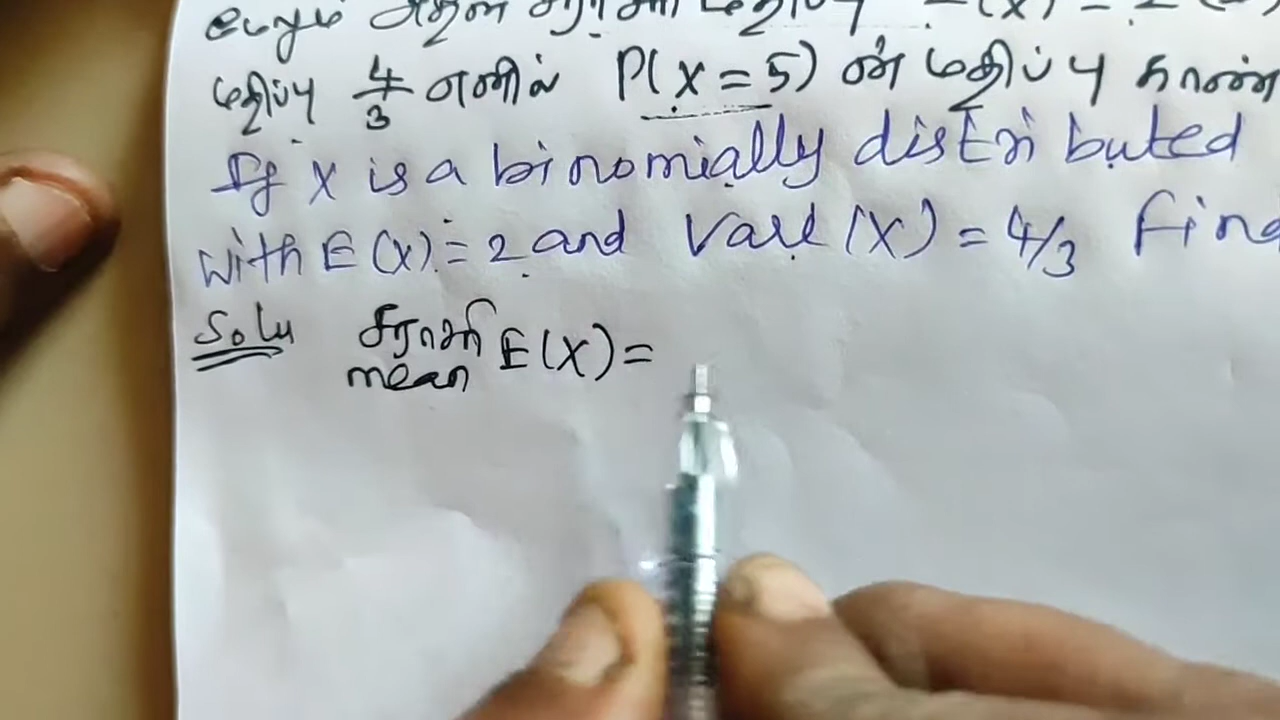 மதிப்பு 4/3 எனில் P(X=5) ன் மதிப்பு காண்
If X is a binomially distributed
with E(X)=2 and Var(X) = 4/3 Find
Solu சராசரி E(X)=
mean